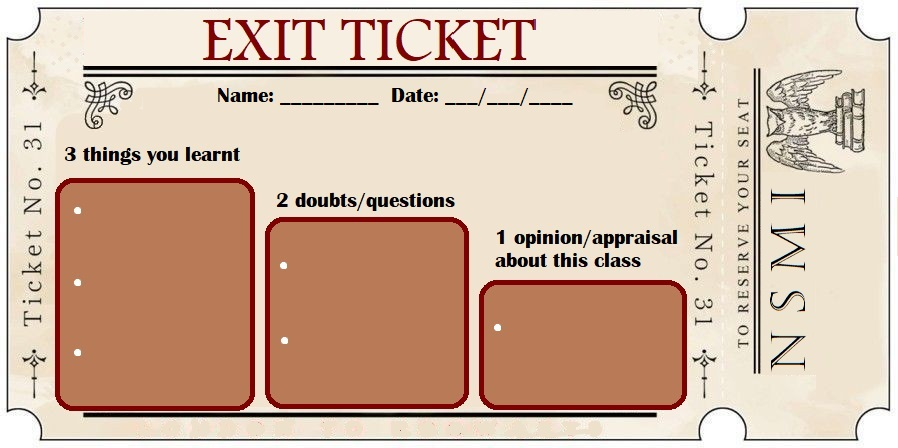 EXIT TICKET
Name: _________ Date: ___/___/____
Ticket No. 31
3 things you learnt
2 doubts/questions
1 opinion/appraisal
about this class
Ticket No. 31
TO RESERVE YOUR SEAT
NSMI